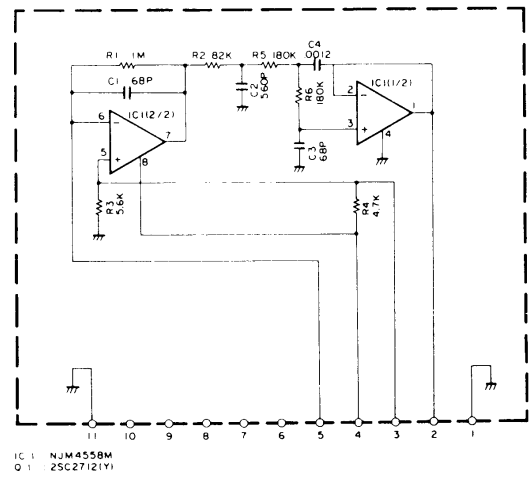 R1 1M
R2 82K
R5 180K
C4
0012
C1 68P
C2
560P
R6
180K
IC1(2/2)
IC1(1/2)
6
5
7
8
2
3
1
4
C3
68P
R3
5.6K
R4
4.7K
11 10 9 8 7 6 5 4 3 2 1
IC 1 NJM4558M
Q 1 2SC2712(Y)